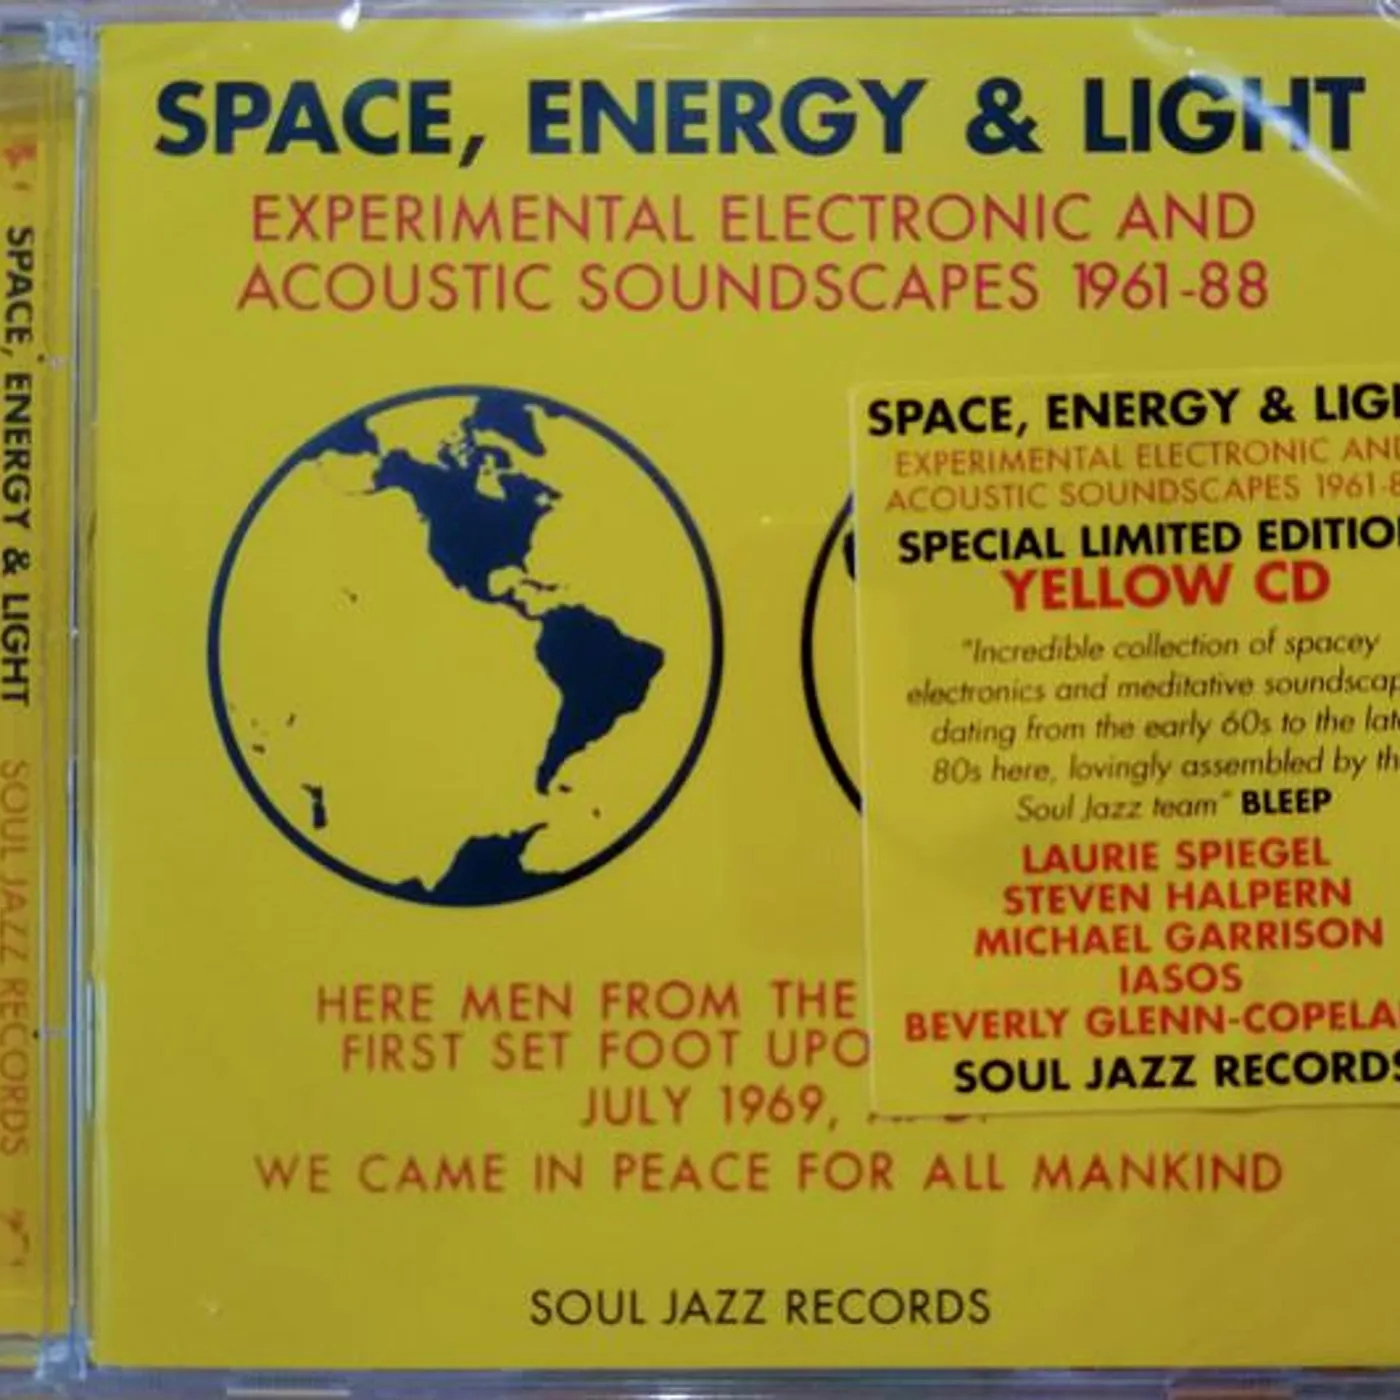 SPACE, ENERGY & LIGHT
EXPERIMENTAL ELECTRONIC AND
ACOUSTIC SOUNDSCAPES 1961-88
HERE MEN FROM THE
FIRST SET FOOT UPO
JULY 1969,
WE CAME IN PEACE FOR ALL MANKIND
SOUL JAZZ RECORDS
SPACE, ENERGY & LIG
EXPERIMENTAL ELECTRONIC AN
ACOUSTIC SOUNDSCAPES 1961-8
SPECIAL LIMITED EDITIO
YELLOW CD
"Incredible collection of spacey
electronics and meditative soundscap
dating from the early 60s to the lat
80s here, lovingly assembled by th
Soul Jazz team" BLEEP
LAURIE SPIEGEL
STEVEN HALPERN
MICHAEL GARRISON
IASOS
BEVERLY GLENN-COPELA
SOUL JAZZ RECORDS
SPACE, ENERGY & LIGHT SOUL JAZZ RECORDS